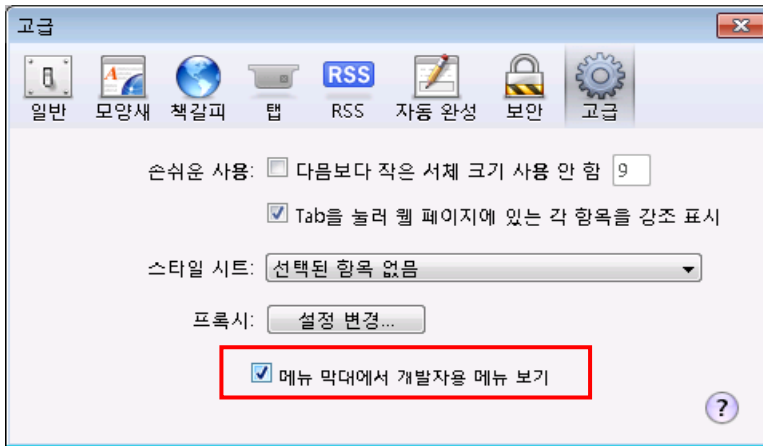 고급
RSS
일반 모양새 책갈피 탭 RSS 자동 완성 보안 고급
손쉬운 사용: 다음보다 작은 서체 크기 사용 안 함 9
Tab을 눌러 웹 페이지에 있는 각 항목을 강조 표시
스타일 시트: 선택된 항목 없음
프록시: 설정 변경...
메뉴 막대에서 개발자용 메뉴 보기
?